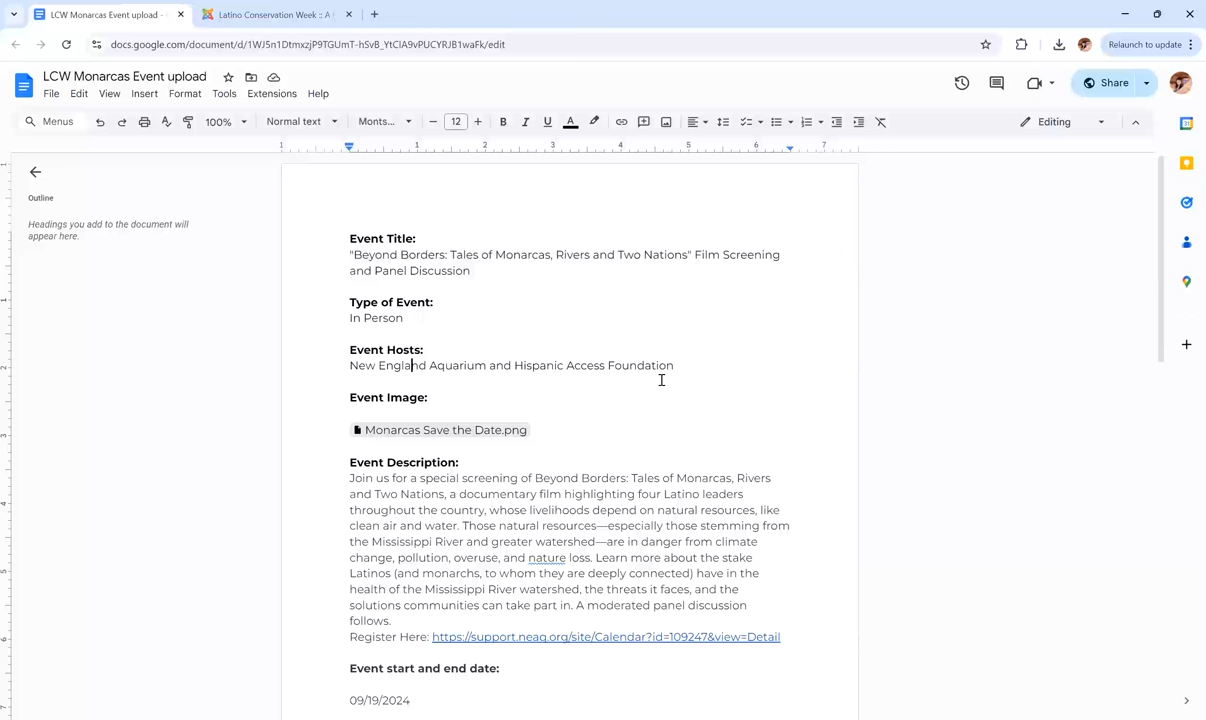 LCW Monarcas Event upload -
Latino Conservation Week :: A l
docs.google.com/document/d/1WJ5n1DtmxzjP9TGUmT-hSvB_YtCIA9vPUCYRJB1waFk/edit
Relaunch to update
LCW Monarcas Event upload
File Edit View Insert Format Tools Extensions Help
Share
Menus 100% Normal text Monts... 12 Editing
1 1 2 3 4 5 6 7
Outline
Headings you add to the document will
appear here.
Event Title:
"Beyond Borders: Tales of Monarcas, Rivers and Two Nations" Film Screening
and Panel Discussion
Type of Event:
In Person
Event Hosts:
New England Aquarium and Hispanic Access Foundation
Event Image:
Monarcas Save the Date.png
Event Description:
Join us for a special screening of Beyond Borders: Tales of Monarcas, Rivers
and Two Nations, a documentary film highlighting four Latino leaders
throughout the country, whose livelihoods depend on natural resources, like
clean air and water. Those natural resources—especially those stemming from
the Mississippi River and greater watershed—are in danger from climate
change, pollution, overuse, and nature loss. Learn more about the stake
Latinos (and monarchs, to whom they are deeply connected) have in the
health of the Mississippi River watershed, the threats it faces, and the
solutions communities can take part in. A moderated panel discussion
follows.
Register Here: https://support.neaq.org/site/Calendar?id=109247&view=Detail
Event start and end date:
09/19/2024